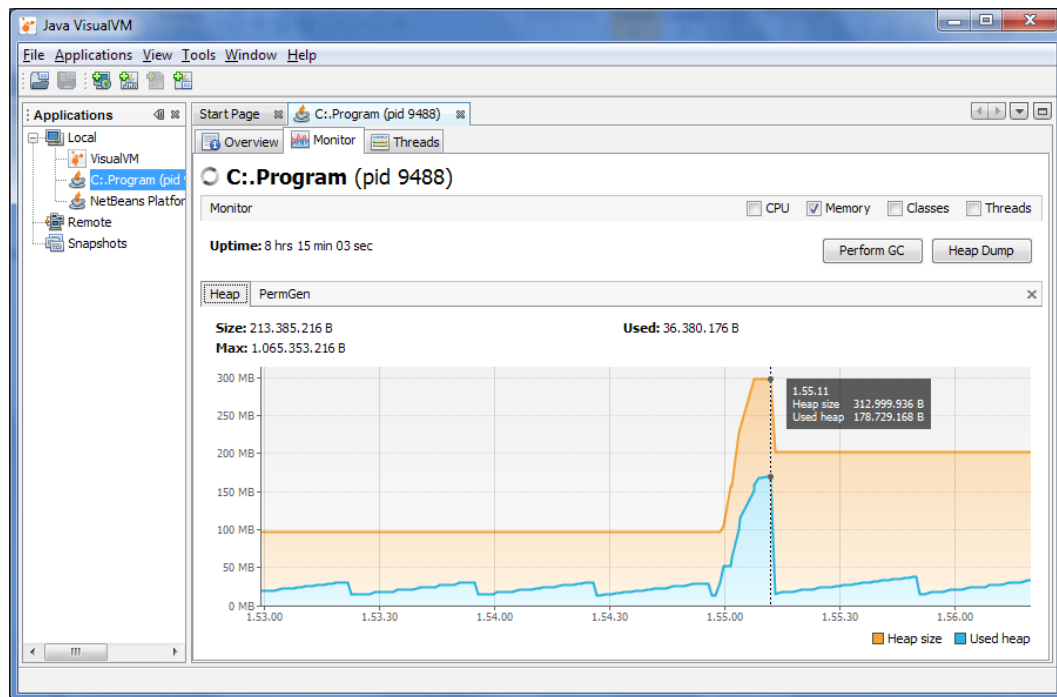 Java VisualVM
File Applications View Tools Window Help
Applications
Local
VisualVM
C:.Program (pid
NetBeans Platfor
Remote
Snapshots
Start Page
C:.Program (pid 9488)
Overview Monitor Threads
C:.Program (pid 9488)
Monitor CPU Memory Classes Threads
Uptime: 8 hrs 15 min 03 sec Perform GC Heap Dump
Heap PermGen
Size: 213.385.216 B Used: 36.380.176 B
Max: 1.065.353.216 B
300 MB
250 MB
200 MB
150 MB
100 MB
50 MB
0 MB
1.55.11
Heap size 312.999.936 B
Used heap 178.729.168 B
1.53.00 1.53.30 1.54.00 1.54.30 1.55.00 1.55.30 1.56.00
Heap size Used heap